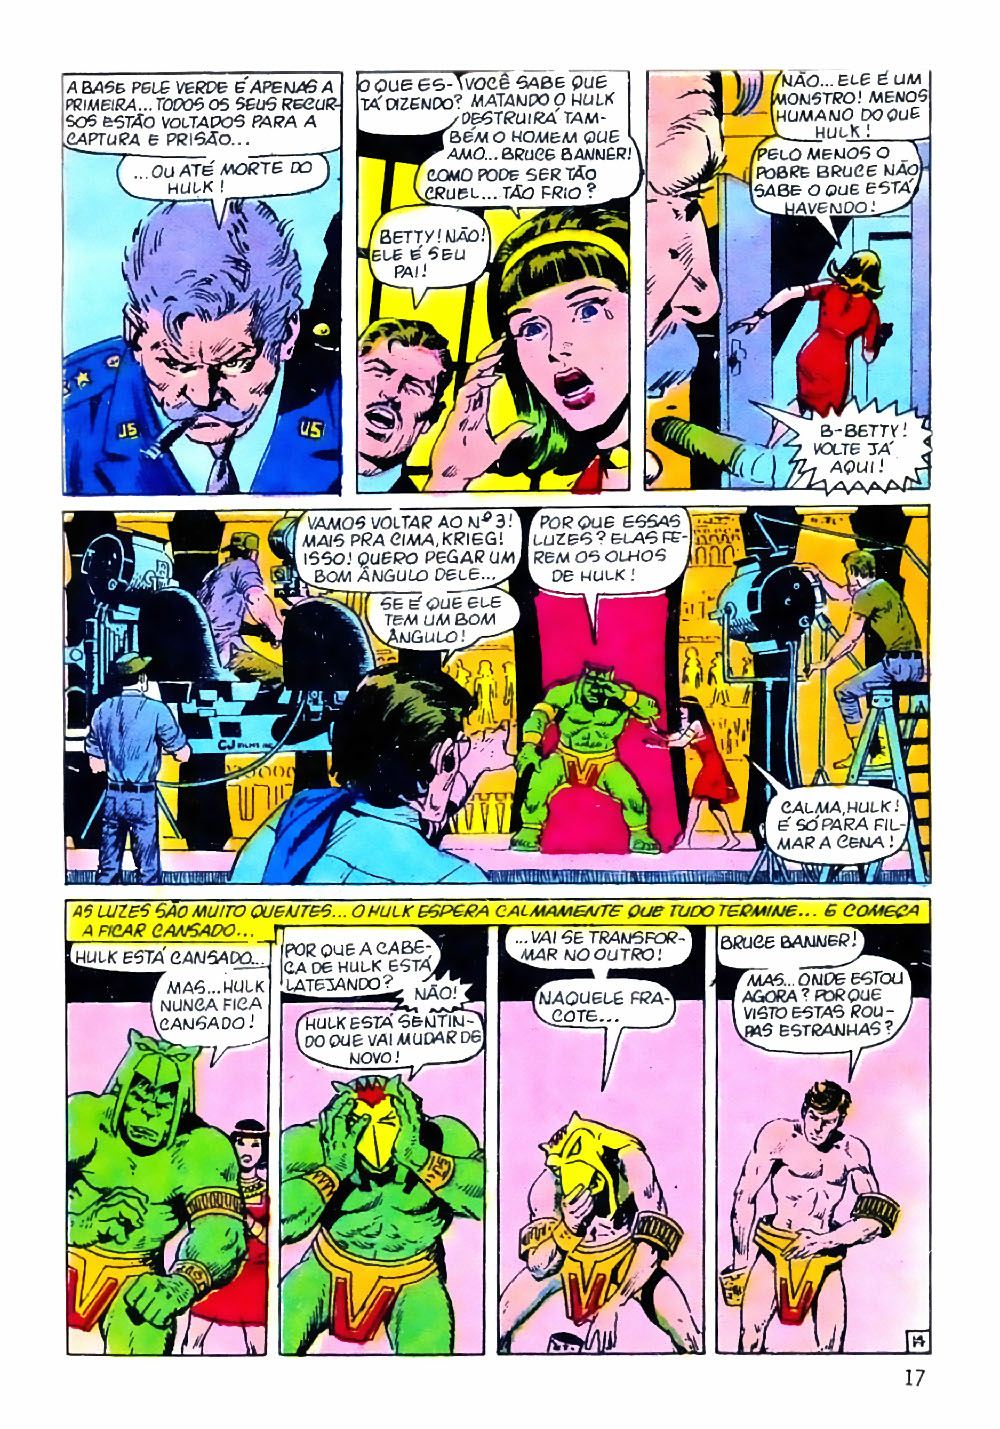 A BASE PELE VERDE É APENAS A
PRIMEIRA... TODOS OS SEUS RECUR-
SOS ESTÃO VOLTADOS PARA A
CAPTURA E PRISÃO...
...OU ATÉ MORTE DO
HULK!
JS
US
O QUE ES-
TÁ DIZENDO?
VOCÊ SABE QUE
MATANDO O HULK
DESTRUIRÁ TAM-
BÉM O HOMEM QUE
AMO... BRUCE BANNER!
COMO PODE SER TÃO
CRUEL... TÃO FRIO?
BETTY! NÃO!
ELE É SEU
PAI!
NÃO... ELE É UM
MONSTRO! MENOS
HUMANO DO QUE
HULK!
PELO MENOS O
POBRE BRUCE NÃO
SABE O QUE ESTÁ
HAVENDO!
B-BETTY!
VOLTE JÁ
AQUI!
VAMOS VOLTAR AO Nº 3!
MAIS PRA CIMA, KRIEG!
ISSO! QUERO PEGAR UM
BOM ÂNGULO DELE...
SE É QUE ELE
TEM UM BOM
ÂNGULO!
POR QUE ESSAS
LUZES? ELAS FE-
REM OS OLHOS
DE HULK!
CJ
FILMS INC
CALMA, HULK!
É SÓ PARA FIL-
MAR A CENA!
AS LUZES SÃO MUITO QUENTES... O HULK ESPERA CALMAMENTE QUE TUDO TERMINE... E COMEÇA
A FICAR CANSADO...
HULK ESTÁ CANSADO...
MAS... HULK
NUNCA FICA
CANSADO!
POR QUE A CABE-
ÇA DE HULK ESTÁ
LATEJANDO?
NÃO!
HULK ESTÁ SENTIN-
DO QUE VAI MUDAR DE
NOVO!
...VAI SE TRANSFOR-
MAR NO OUTRO!
NAQUELE FRA-
COTE...
BRUCE BANNER!
MAS... ONDE ESTOU
AGORA? POR QUE
VISTO ESTAS ROU-
PAS ESTRANHAS?
14
17